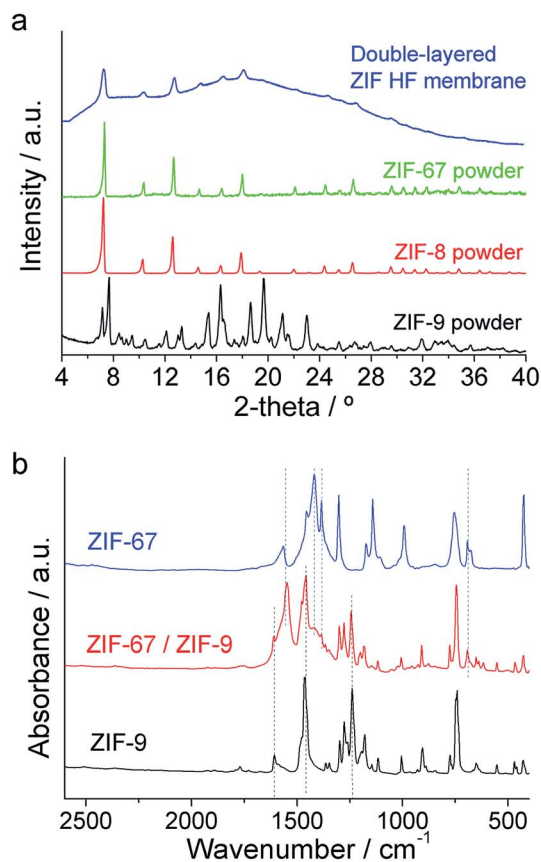 a
Intensity / a.u.
Double-layered
ZIF HF membrane
ZIF-67 powder
ZIF-8 powder
ZIF-9 powder
4 8 12 16 20 24 28 32 36 40
2-theta / º
b
Absorbance / a.u.
ZIF-67
ZIF-67 / ZIF-9
ZIF-9
2500 2000 1500 1000 500
Wavenumber / cm⁻¹